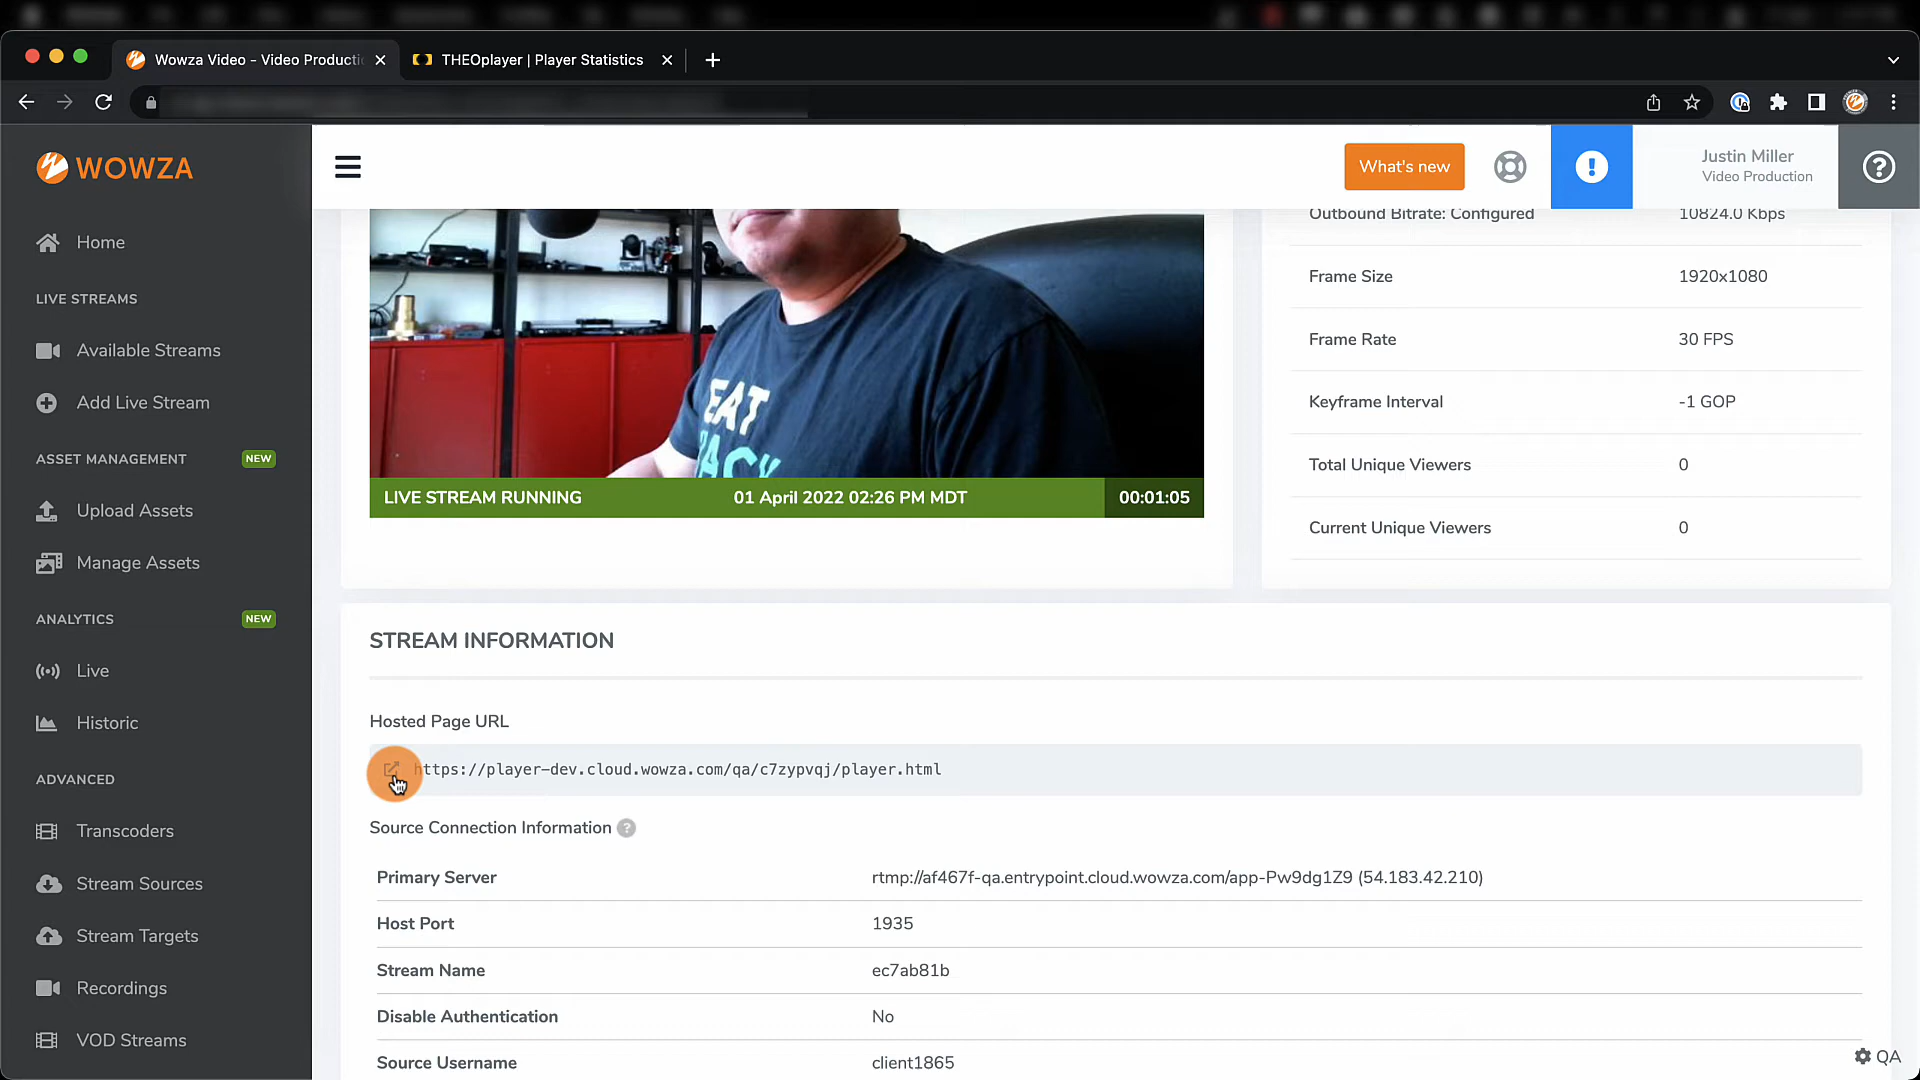 Wowza Video - Video Producti
THEOplayer | Player Statistics
WOWZA
What's new
Justin Miller
Video Production
Home
LIVE STREAMS
Available Streams
Add Live Stream
ASSET MANAGEMENT
NEW
Upload Assets
Manage Assets
ANALYTICS
NEW
Live
Historic
ADVANCED
Transcoders
Stream Sources
Stream Targets
Recordings
VOD Streams
EAT
PACK
LIVE STREAM RUNNING
01 April 2022 02:26 PM MDT
00:01:05
Outbound Bitrate: Configured
10824.0 Kbps
Frame Size
1920x1080
Frame Rate
30 FPS
Keyframe Interval
-1 GOP
Total Unique Viewers
0
Current Unique Viewers
0
STREAM INFORMATION
Hosted Page URL
https://player-dev.cloud.wowza.com/qa/c7zypvqj/player.html
Source Connection Information
Primary Server
rtmp://af467f-qa.entrypoint.cloud.wowza.com/app-Pw9dg1Z9 (54.183.42.210)
Host Port
1935
Stream Name
ec7ab81b
Disable Authentication
No
Source Username
client1865
QA